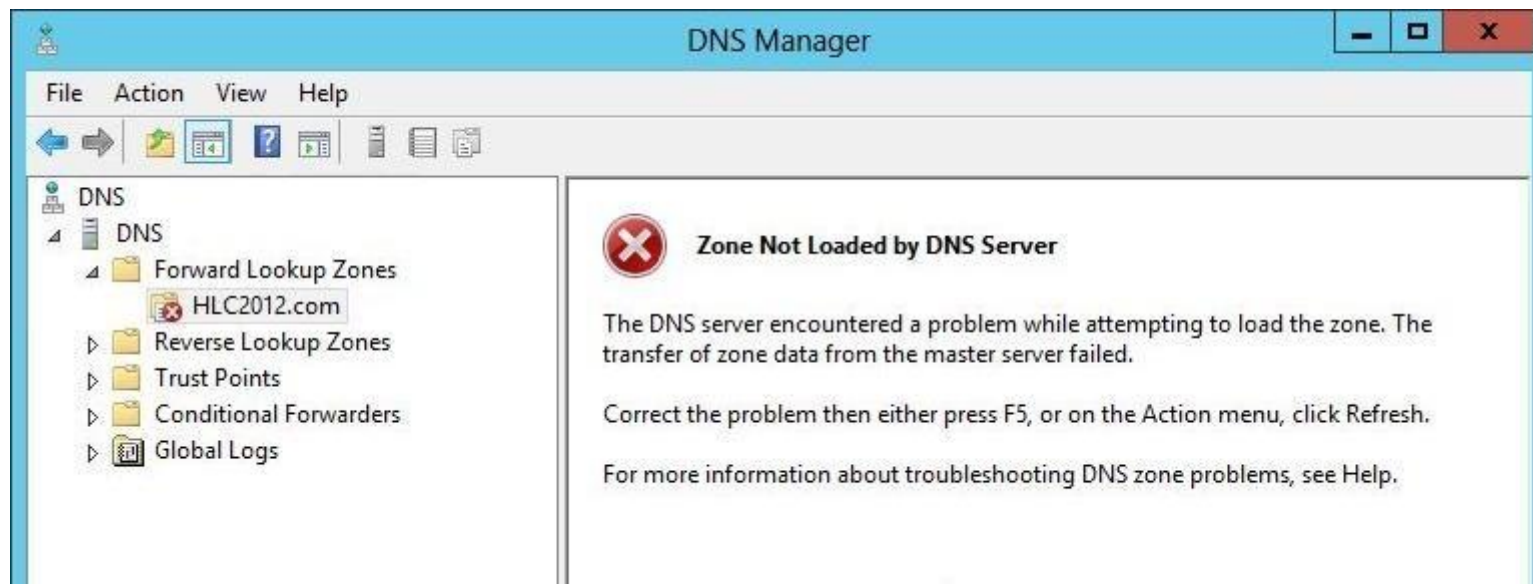 DNS Manager
File Action View Help
DNS
DNS
Forward Lookup Zones
HLC2012.com
Reverse Lookup Zones
Trust Points
Conditional Forwarders
Global Logs
Zone Not Loaded by DNS Server
The DNS server encountered a problem while attempting to load the zone. The
transfer of zone data from the master server failed.
Correct the problem then either press F5, or on the Action menu, click Refresh.
For more information about troubleshooting DNS zone problems, see Help.